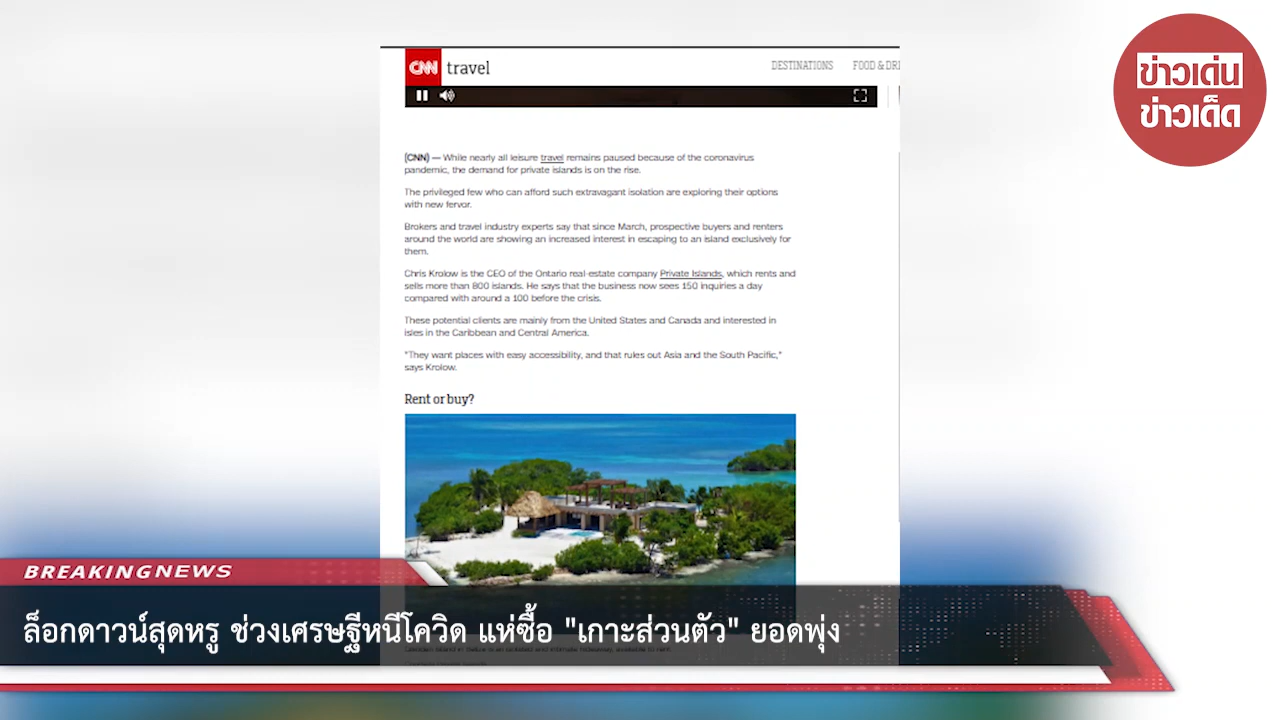 CNN travel
DESTINATIONS FOOD & DRI
ข่าวเด่น
ข่าวเด็ด
(CNN) — While nearly all leisure travel remains paused because of the coronavirus
pandemic, the demand for private islands is on the rise.
The privileged few who can afford such extravagant isolation are exploring their options
with new fervor.
Brokers and travel industry experts say that since March, prospective buyers and renters
around the world are showing an increased interest in escaping to an island exclusively for
them.
Chris Krolow is the CEO of the Ontario real-estate company Private Islands, which rents and
sells more than 800 islands. He says that the business now sees 150 inquiries a day
compared with around a 100 before the crisis.
These potential clients are mainly from the United States and Canada and interested in
isles in the Caribbean and Central America.
"They want places with easy accessibility, and that rules out Asia and the South Pacific,"
says Krolow.
Rent or buy?
BREAKINGNEWS
ล็อกดาวน์สุดหรู ช่วงเศรษฐีหนีโควิด แห่ซื้อ "เกาะส่วนตัว" ยอดพุ่ง